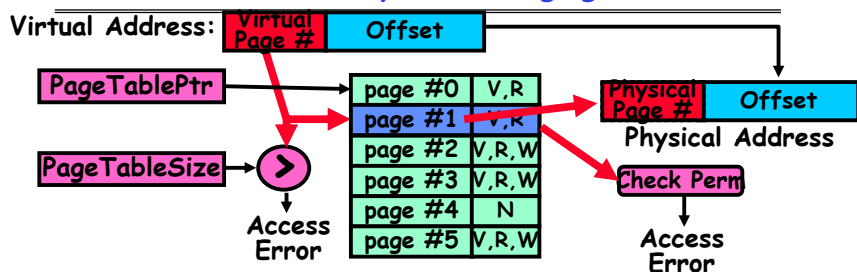 Virtual Address:
Virtual
Page #
Offset
PageTablePtr
page #0 V,R
page #1 V,R
page #2 V,R,W
page #3 V,R,W
page #4 N
page #5 V,R,W
Physical
Page #
Offset
Physical Address
PageTableSize
>
Check Perm
Access
Error
Access
Error